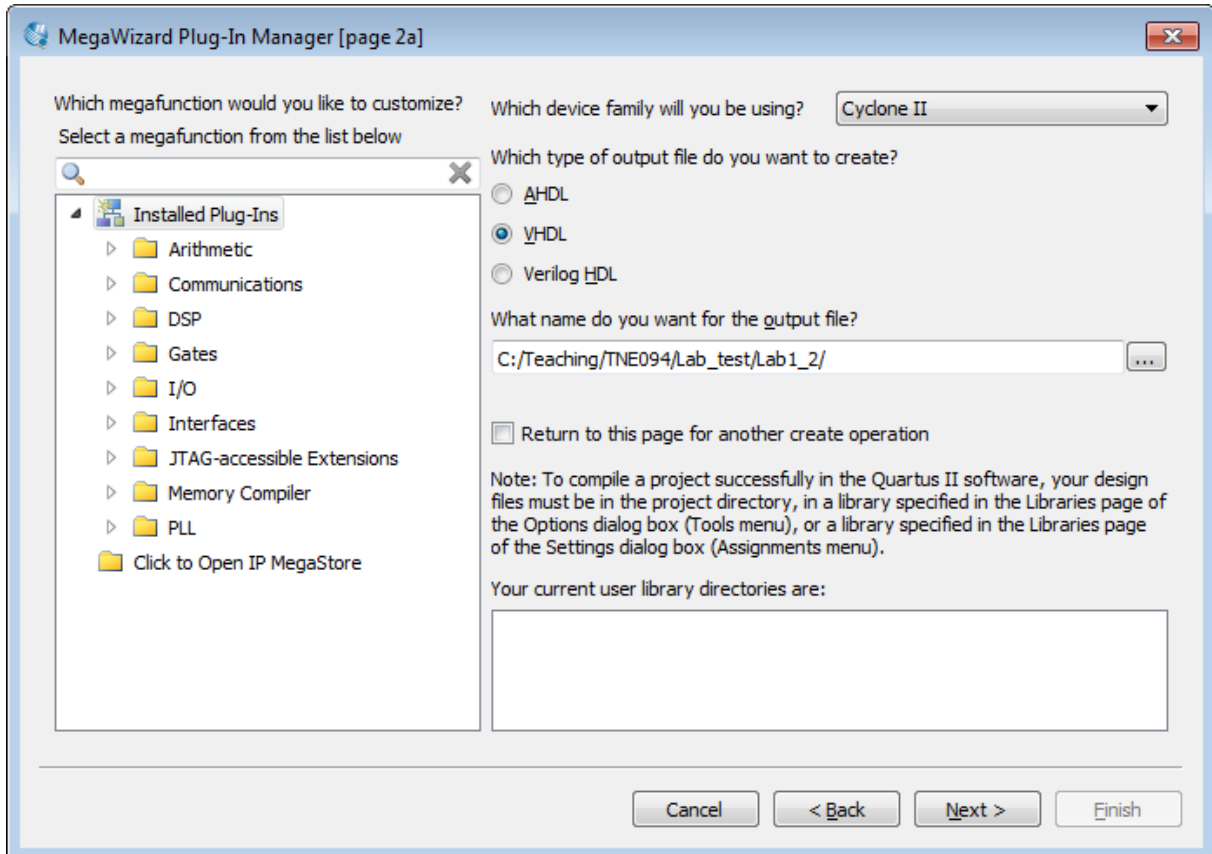 MegaWizard Plug-In Manager [page 2a]
Which megafunction would you like to customize?
Select a megafunction from the list below
Installed Plug-Ins
Arithmetic
Communications
DSP
Gates
I/O
Interfaces
JTAG-accessible Extensions
Memory Compiler
PLL
Click to Open IP MegaStore
Which device family will you be using?
Cyclone II
Which type of output file do you want to create?
AHDL
VHDL
Verilog HDL
What name do you want for the output file?
C:/Teaching/TNE094/Lab_test/Lab1_2/
...
Return to this page for another create operation
Note: To compile a project successfully in the Quartus II software, your design
files must be in the project directory, in a library specified in the Libraries page of
the Options dialog box (Tools menu), or a library specified in the Libraries page
of the Settings dialog box (Assignments menu).
Your current user library directories are:
Cancel
< Back
Next >
Finish